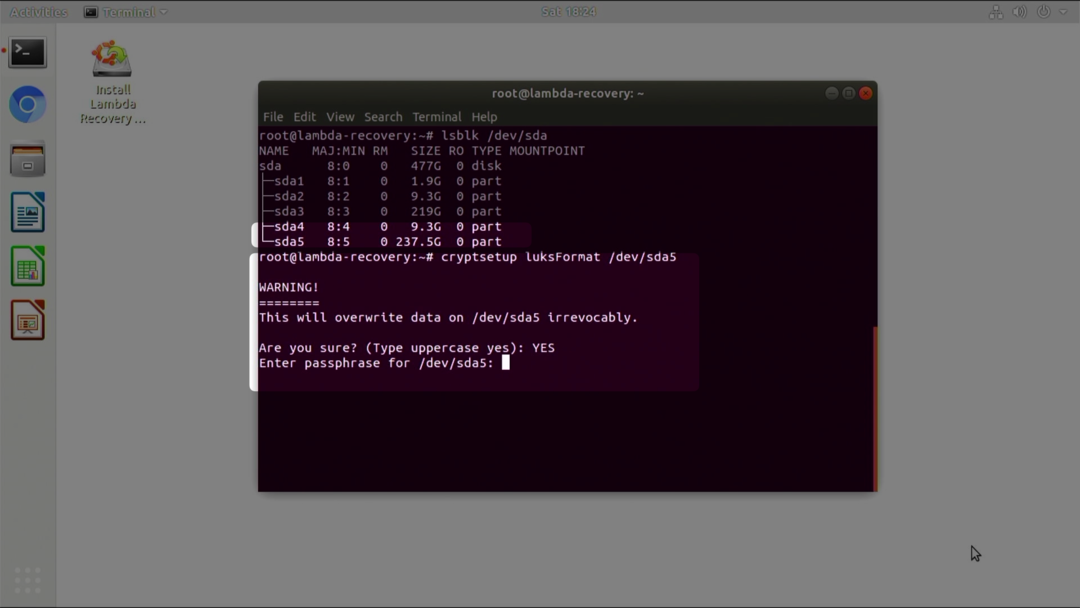 Activities Terminal Sat 18:24
Install
Lambda
Recovery ...
root@lambda-recovery: ~
File Edit View Search Terminal Help
root@lambda-recovery:~# lsblk /dev/sda
NAME   MAJ:MIN RM   SIZE RO TYPE MOUNTPOINT
sda      8:0    0   477G  0 disk
├─sda1   8:1    0   1.9G  0 part
├─sda2   8:2    0   9.3G  0 part
├─sda3   8:3    0   219G  0 part
├─sda4   8:4    0   9.3G  0 part
└─sda5   8:5    0 237.5G  0 part
root@lambda-recovery:~# cryptsetup luksFormat /dev/sda5
WARNING!
========
This will overwrite data on /dev/sda5 irrevocably.
Are you sure? (Type uppercase yes): YES
Enter passphrase for /dev/sda5: